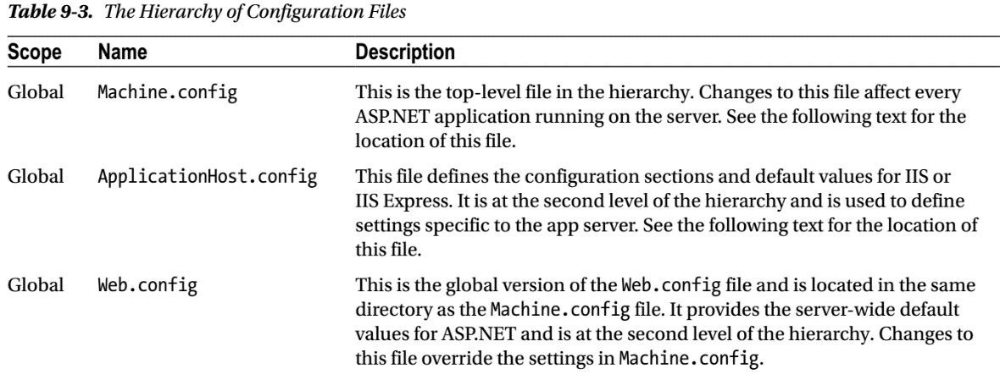 Table 9-3. The Hierarchy of Configuration Files
Scope Name Description
Global Machine.config This is the top-level file in the hierarchy. Changes to this file affect every
ASP.NET application running on the server. See the following text for the
location of this file.
Global ApplicationHost.config This file defines the configuration sections and default values for IIS or
IIS Express. It is at the second level of the hierarchy and is used to define
settings specific to the app server. See the following text for the location of
this file.
Global Web.config This is the global version of the Web.config file and is located in the same
directory as the Machine.config file. It provides the server-wide default
values for ASP.NET and is at the second level of the hierarchy. Changes to
this file override the settings in Machine.config.